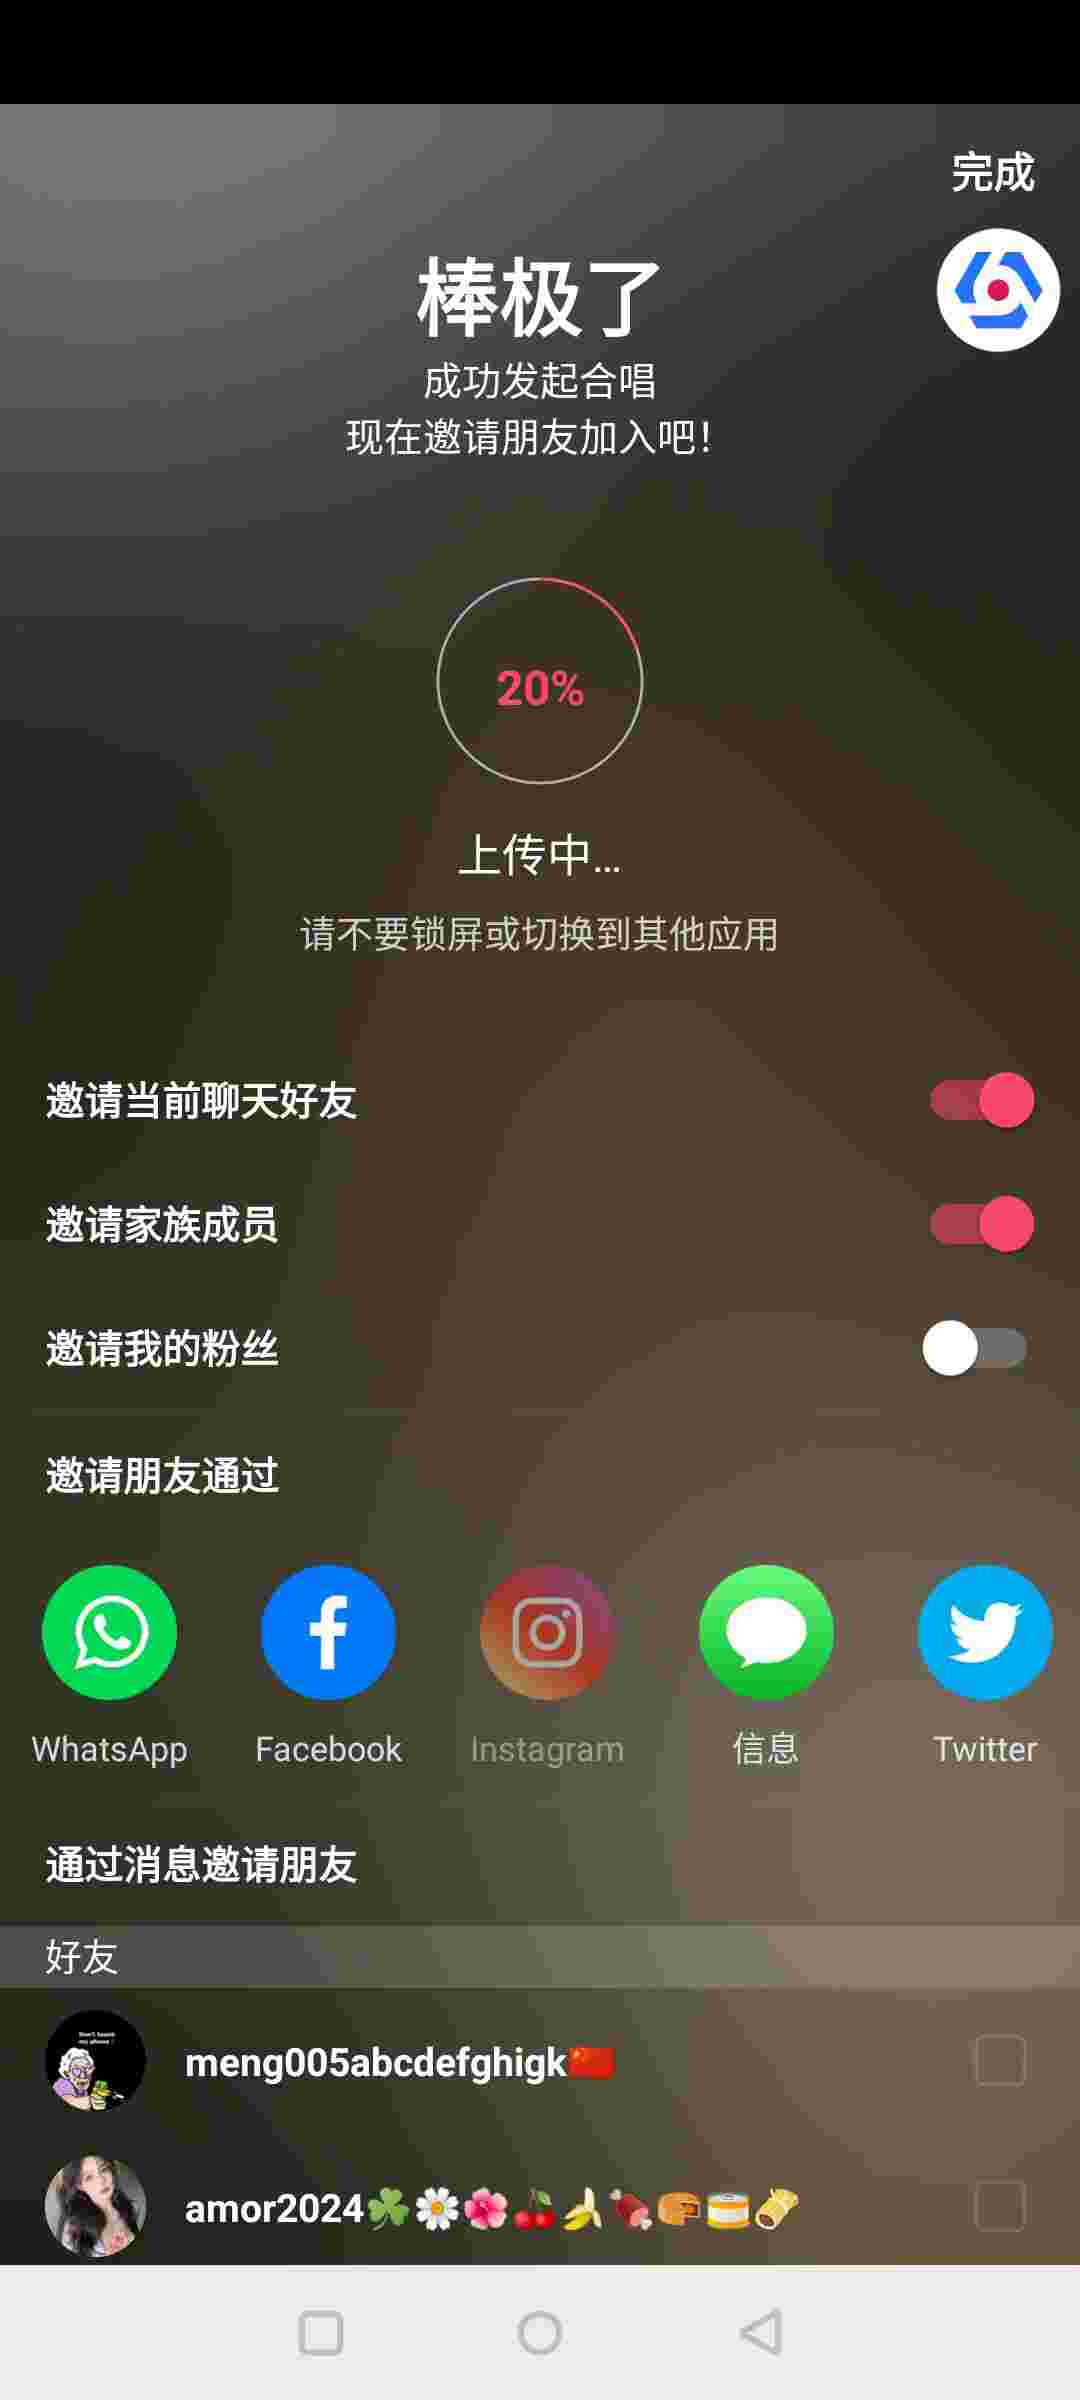 完成
棒极了
成功发起合唱
现在邀请朋友加入吧!
20%
上传中...
请不要锁屏或切换到其他应用
邀请当前聊天好友
邀请家族成员
邀请我的粉丝
邀请朋友通过
WhatsApp Facebook Instagram 信息 Twitter
通过消息邀请朋友
好友
meng005abcdefghigk🇨🇳
amor2024☘️🌼🌺🍒🍌🍖🧀🥫🌯